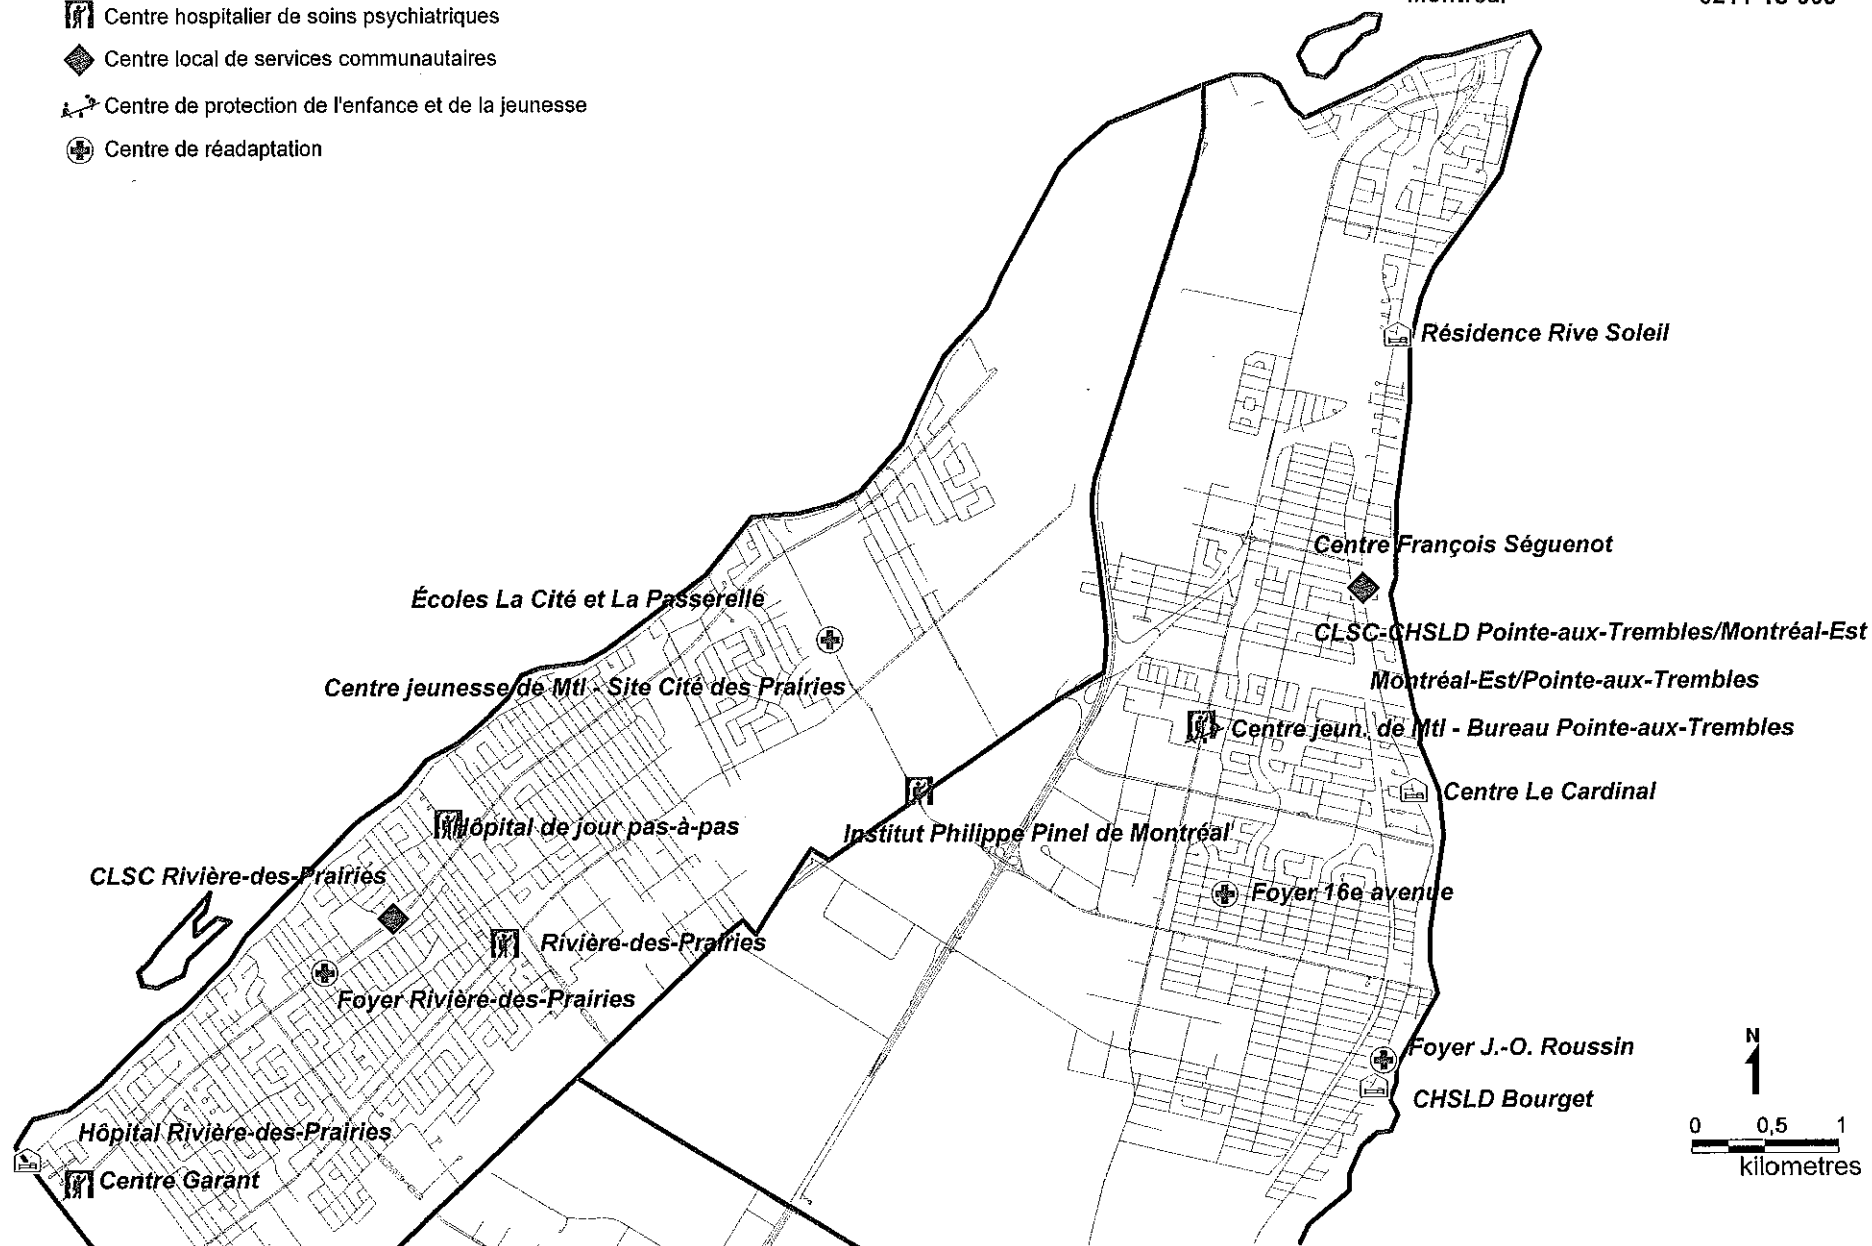 Centre hospitalier de soins psychiatriques
Centre local de services communautaires
Centre de protection de l'enfance et de la jeunesse
Centre de réadaptation
Résidence Rive Soleil
Centre François Séguenot
Écoles La Cité et La Passerelle
CLSC-CHSLD Pointe-aux-Trembles/Montréal-Est
Centre jeunesse de Mtl - Site Cité des Prairies
Montréal-Est/Pointe-aux-Trembles
Centre jeun. de Mtl - Bureau Pointe-aux-Trembles
Centre Le Cardinal
Hôpital de jour pas-à-pas
Institut Philippe Pinel de Montréal
CLSC Rivière-des-Prairies
Foyer 16e avenue
Rivière-des-Prairies
Foyer Rivière-des-Prairies
Foyer J.-O. Roussin
CHSLD Bourget
Hôpital Rivière-des-Prairies
Centre Garant
N
0 0,5 1
kilometres